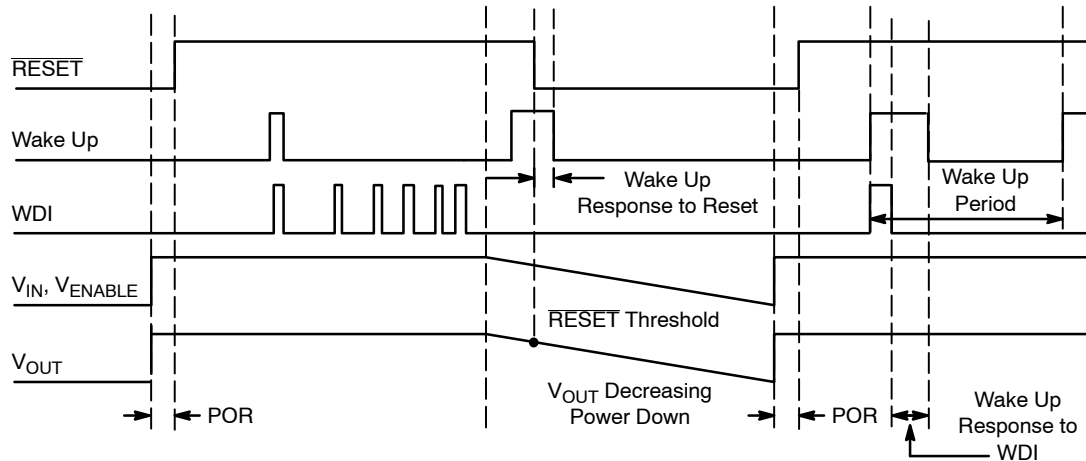 RESET
Wake Up
Wake Up
Response to Reset
Wake Up
Period
WDI
VIN, VENABLE
RESET Threshold
VOUT
VOUT Decreasing
Power Down
POR
POR
Wake Up
Response to
WDI